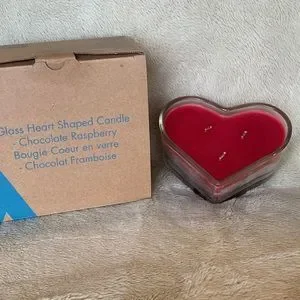 Glass Heart Shaped Candle
- Chocolate Raspberry
Bougie Coeur en verre
- Chocolat Framboise